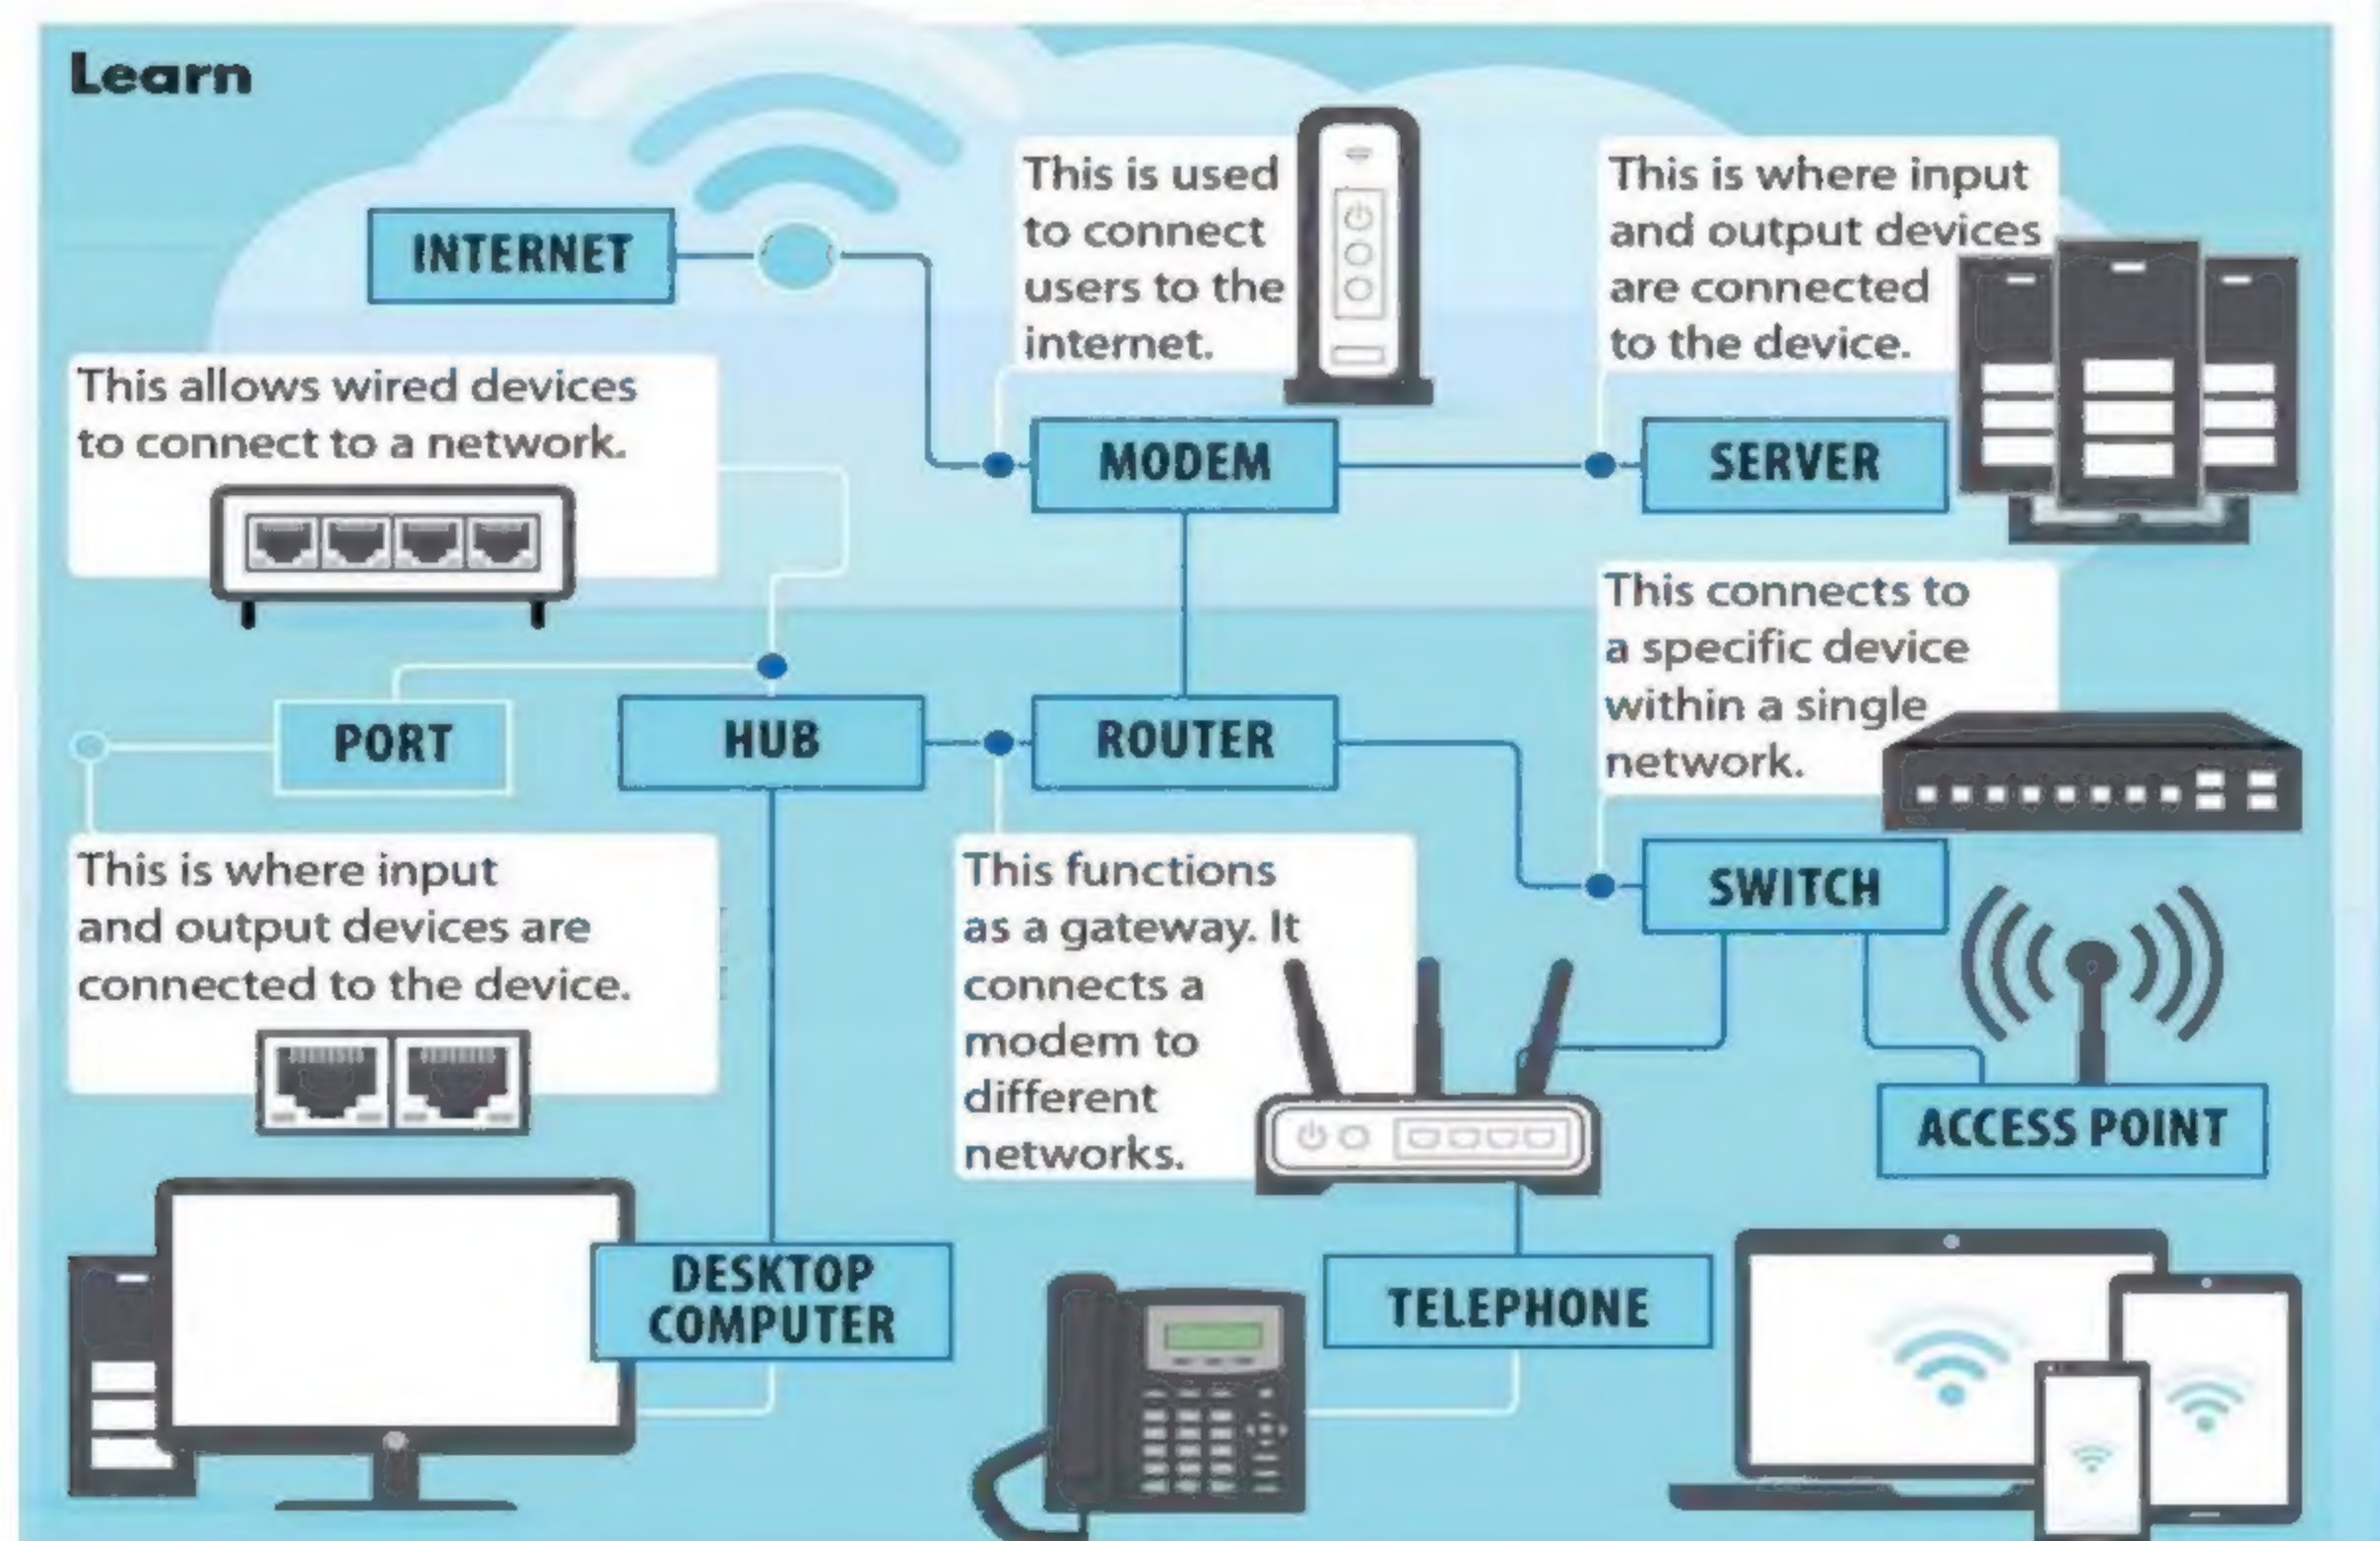 Learn
INTERNET
This is used
to connect
users to the
internet.
This is where input
and output devices
are connected
to the device.
This allows wired devices
to connect to a network.
MODEM
SERVER
This connects to
a specific device
within a single
network.
PORT
HUB
ROUTER
This is where input
and output devices are
connected to the device.
This functions
as a gateway. It
connects a
modem to
different
networks.
SWITCH
ACCESS POINT
DESKTOP
COMPUTER
TELEPHONE